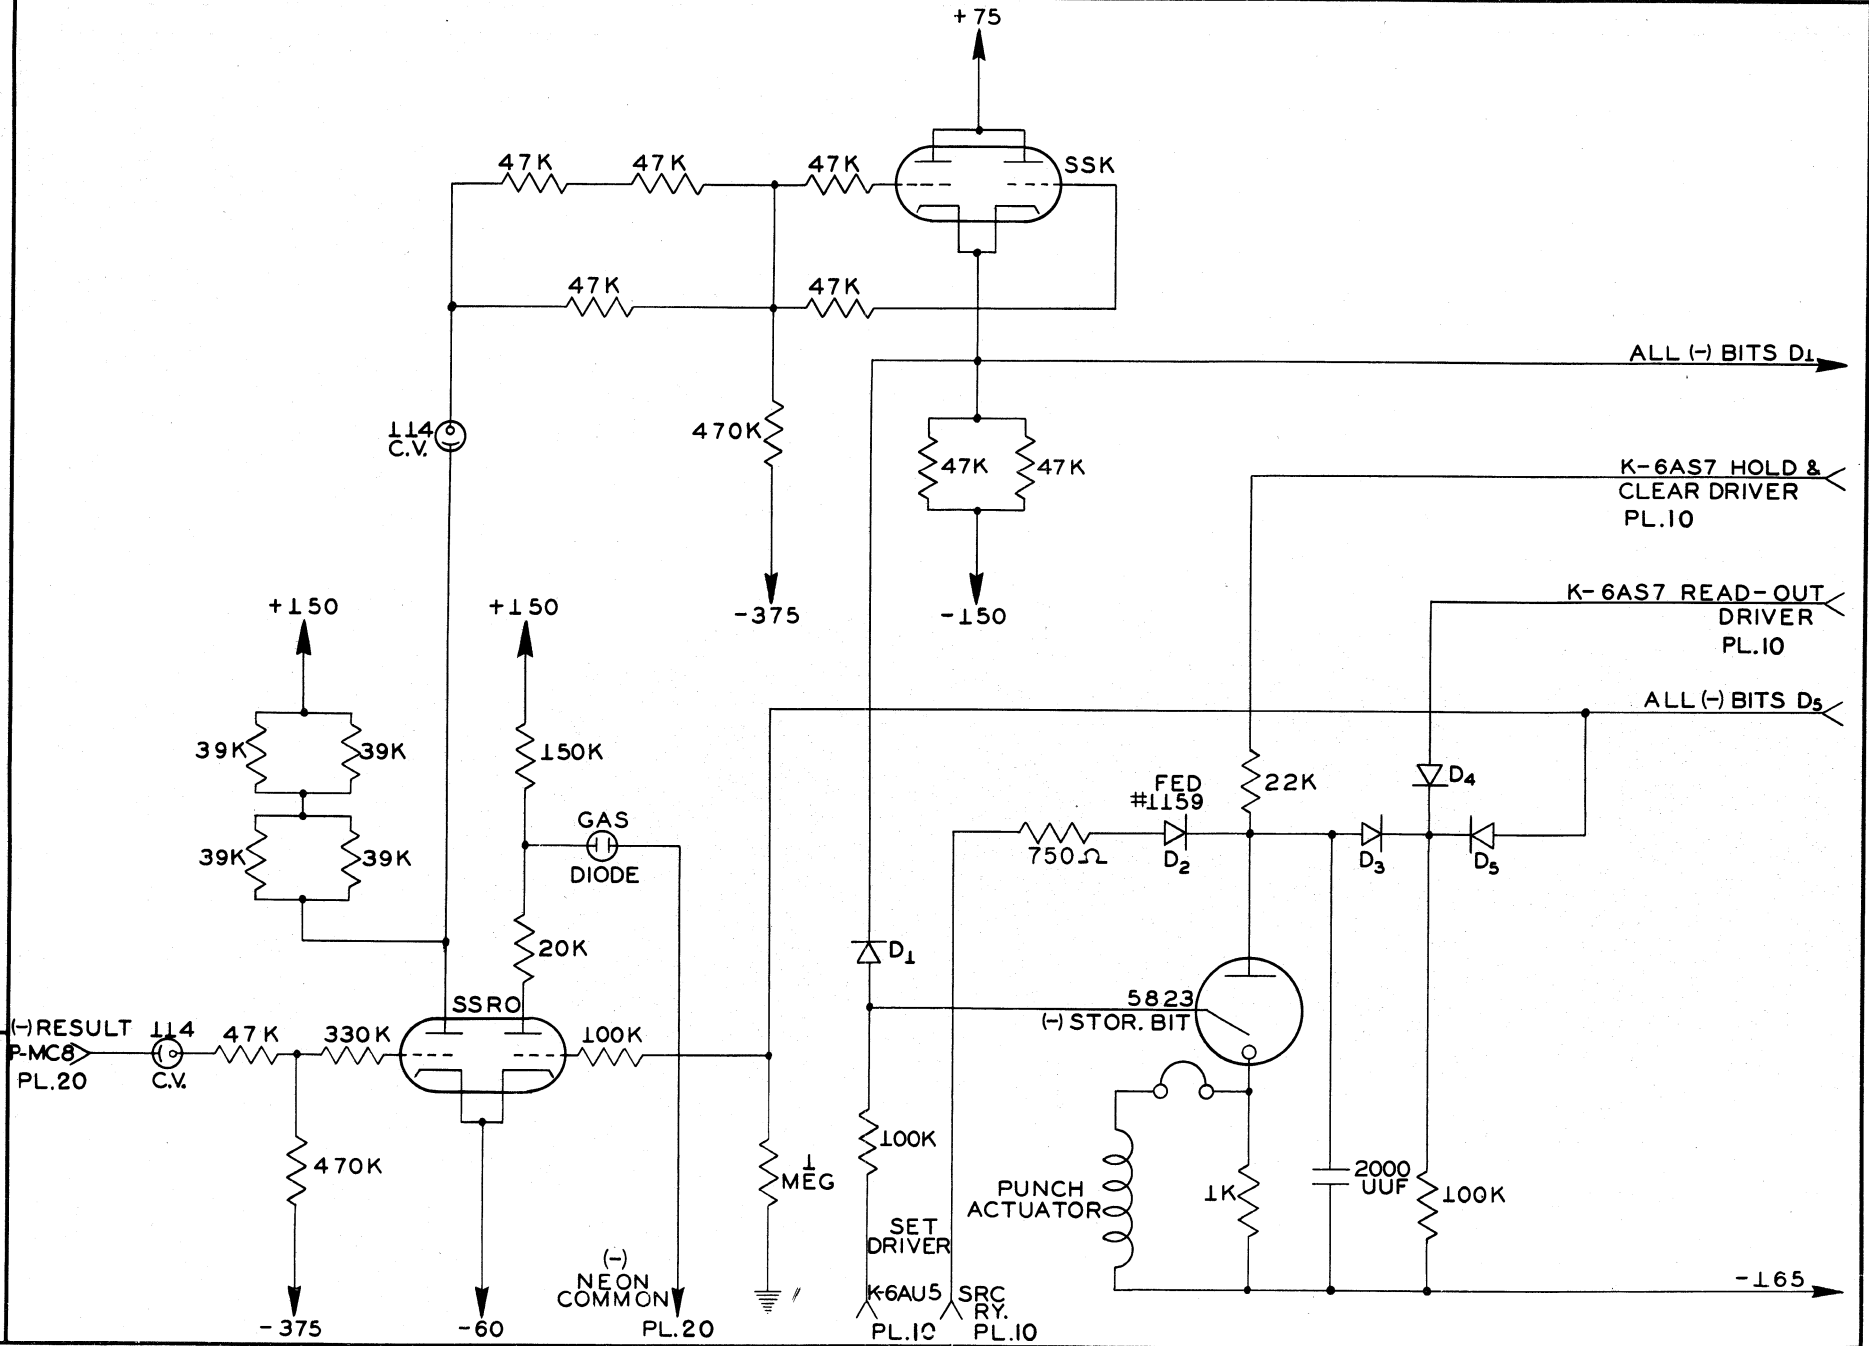 +75
47K
47K
47K
SSK
47K
47K
ALL (-) BITS D1
114
C.V.
470K
47K
47K
K-6AS7 HOLD &
CLEAR DRIVER
PL.10
-375
-150
K-6AS7 READ-OUT
DRIVER
PL.10
+150
+150
ALL (-) BITS D5
39K
39K
150K
FED
#1159
22K
D4
39K
39K
GAS
DIODE
750Ω
D2
D3
D5
20K
D1
SSRO
5823
(-) STOR. BIT
(-) RESULT
P-MC8
PL.20
114
C.V.
47K
330K
100K
470K
1
MEG
100K
PUNCH
ACTUATOR
1K
2000
UUF
100K
SET
DRIVER
(-)
NEON
COMMON
K-6AU5
PL.10
SRC
RY.
PL.10
-165
-375
-60
PL.20